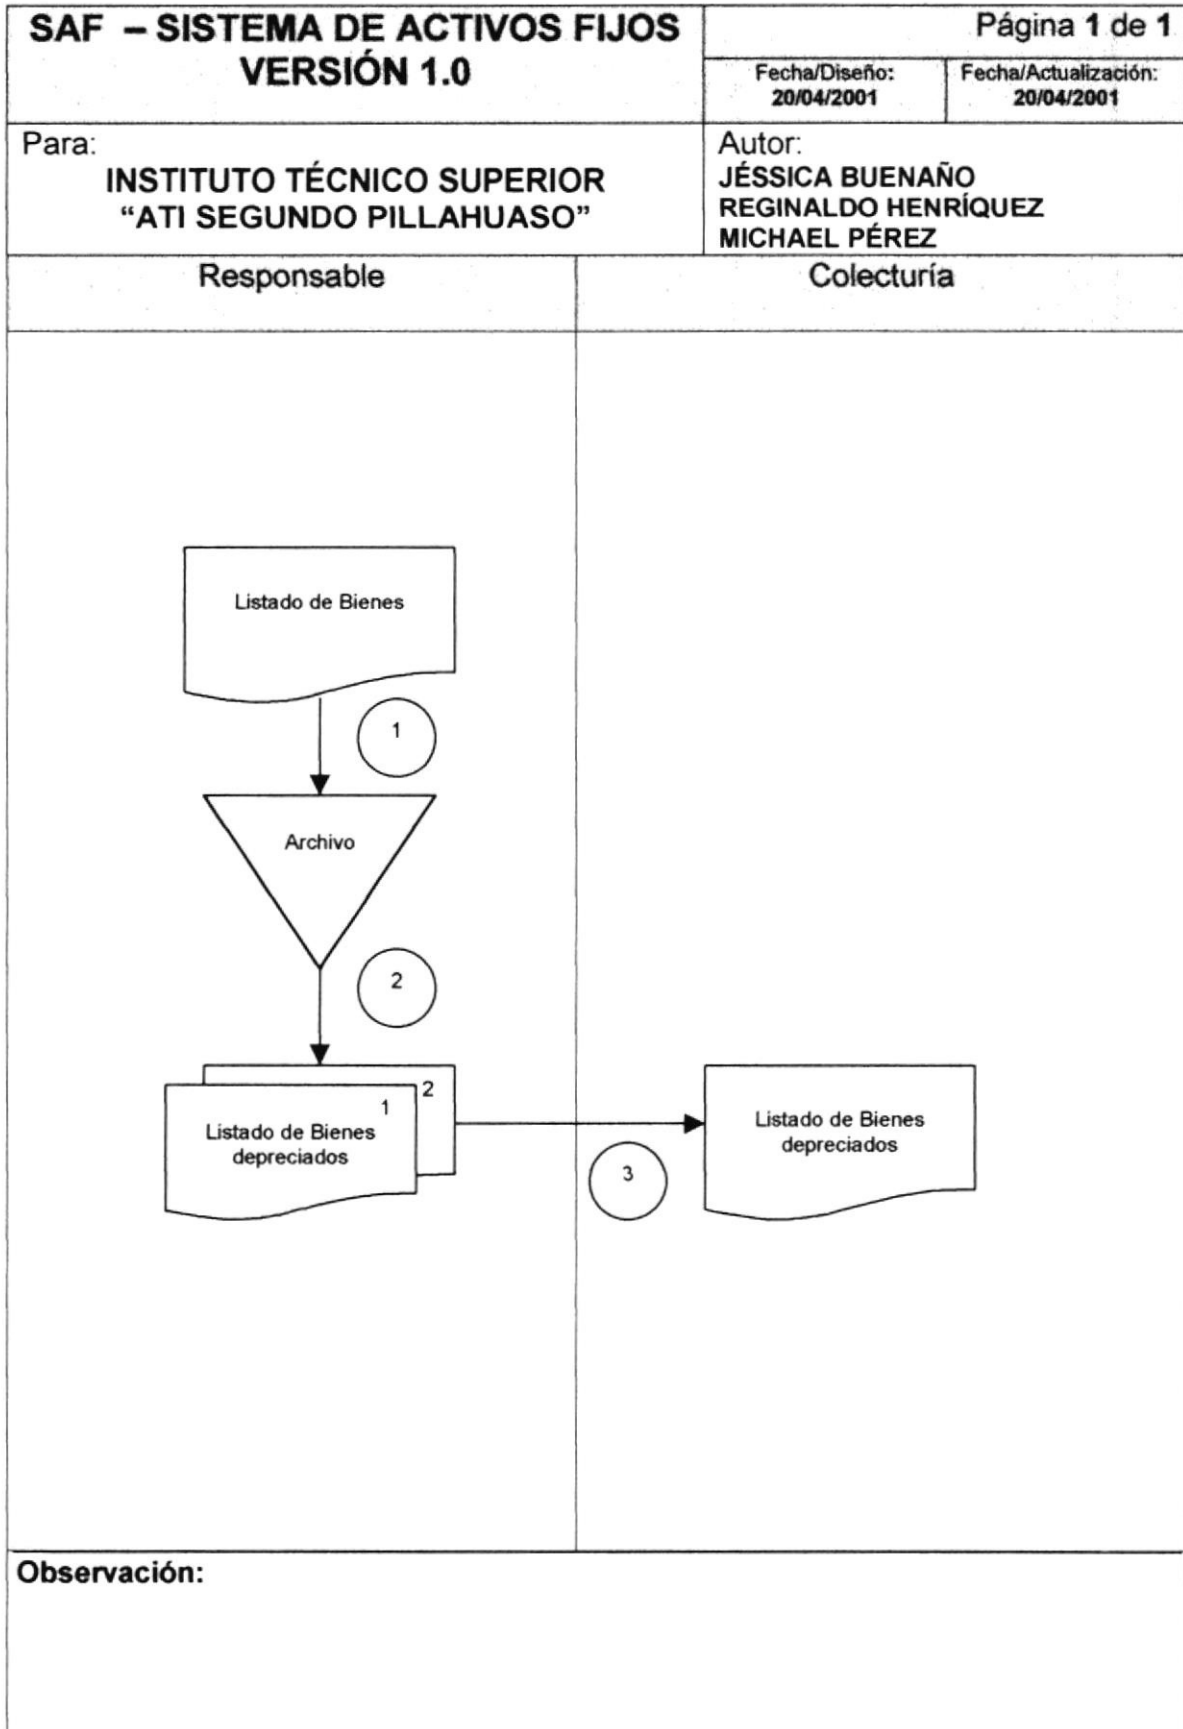 SAF – SISTEMA DE ACTIVOS FIJOS
VERSIÓN 1.0
Página 1 de 1
Fecha/Diseño:
20/04/2001
Fecha/Actualización:
20/04/2001
Para:
INSTITUTO TÉCNICO SUPERIOR
“ATI SEGUNDO PILLAHUASO”
Autor:
JÉSSICA BUENAÑO
REGINALDO HENRÍQUEZ
MICHAEL PÉREZ
Responsable
Colecturía
Listado de Bienes
1
Archivo
2
2
1
Listado de Bienes
depreciados
3
Listado de Bienes
depreciados
Observación: